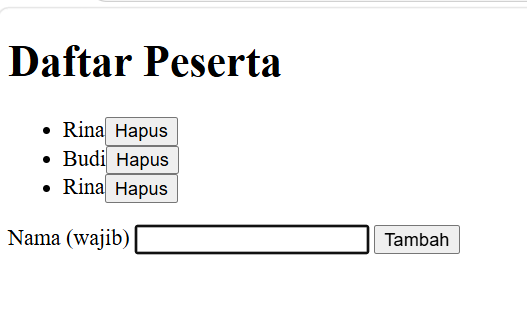 Daftar Peserta
• Rina Hapus
• Budi Hapus
• Rina Hapus
Nama (wajib) Tambah